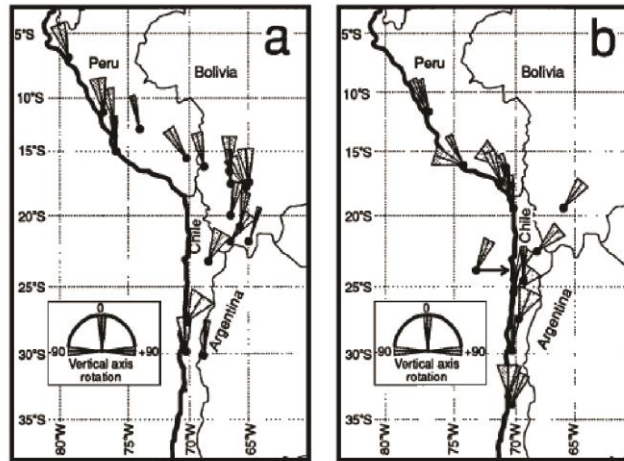 a
5°S
Peru
Bolivia
10°S
15°S
20°S
Chile
25°S
Argentina
30°S
35°S
0
-90
+90
Vertical axis
rotation
80°W
75°W
70°W
65°W
b
5°S
Peru
Bolivia
10°S
15°S
20°S
Chile
25°S
Argentina
30°S
35°S
0
-90
+90
Vertical axis
rotation
80°W
75°W
70°W
65°W